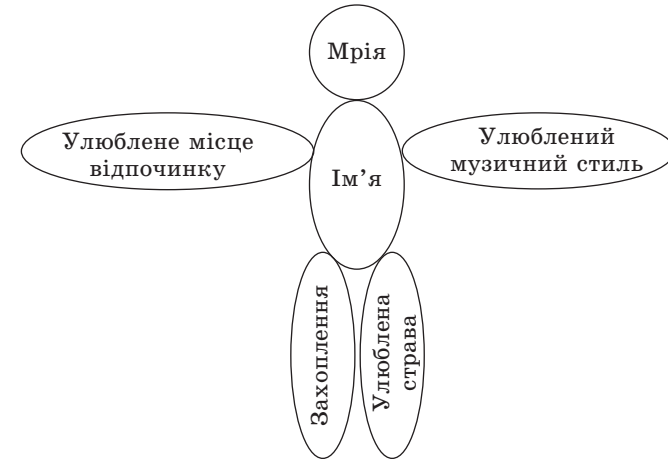 Мрія
Улюблене місце
відпочинку
Ім’я
Улюблений
музичний стиль
Захоплення
Улюблена
страва